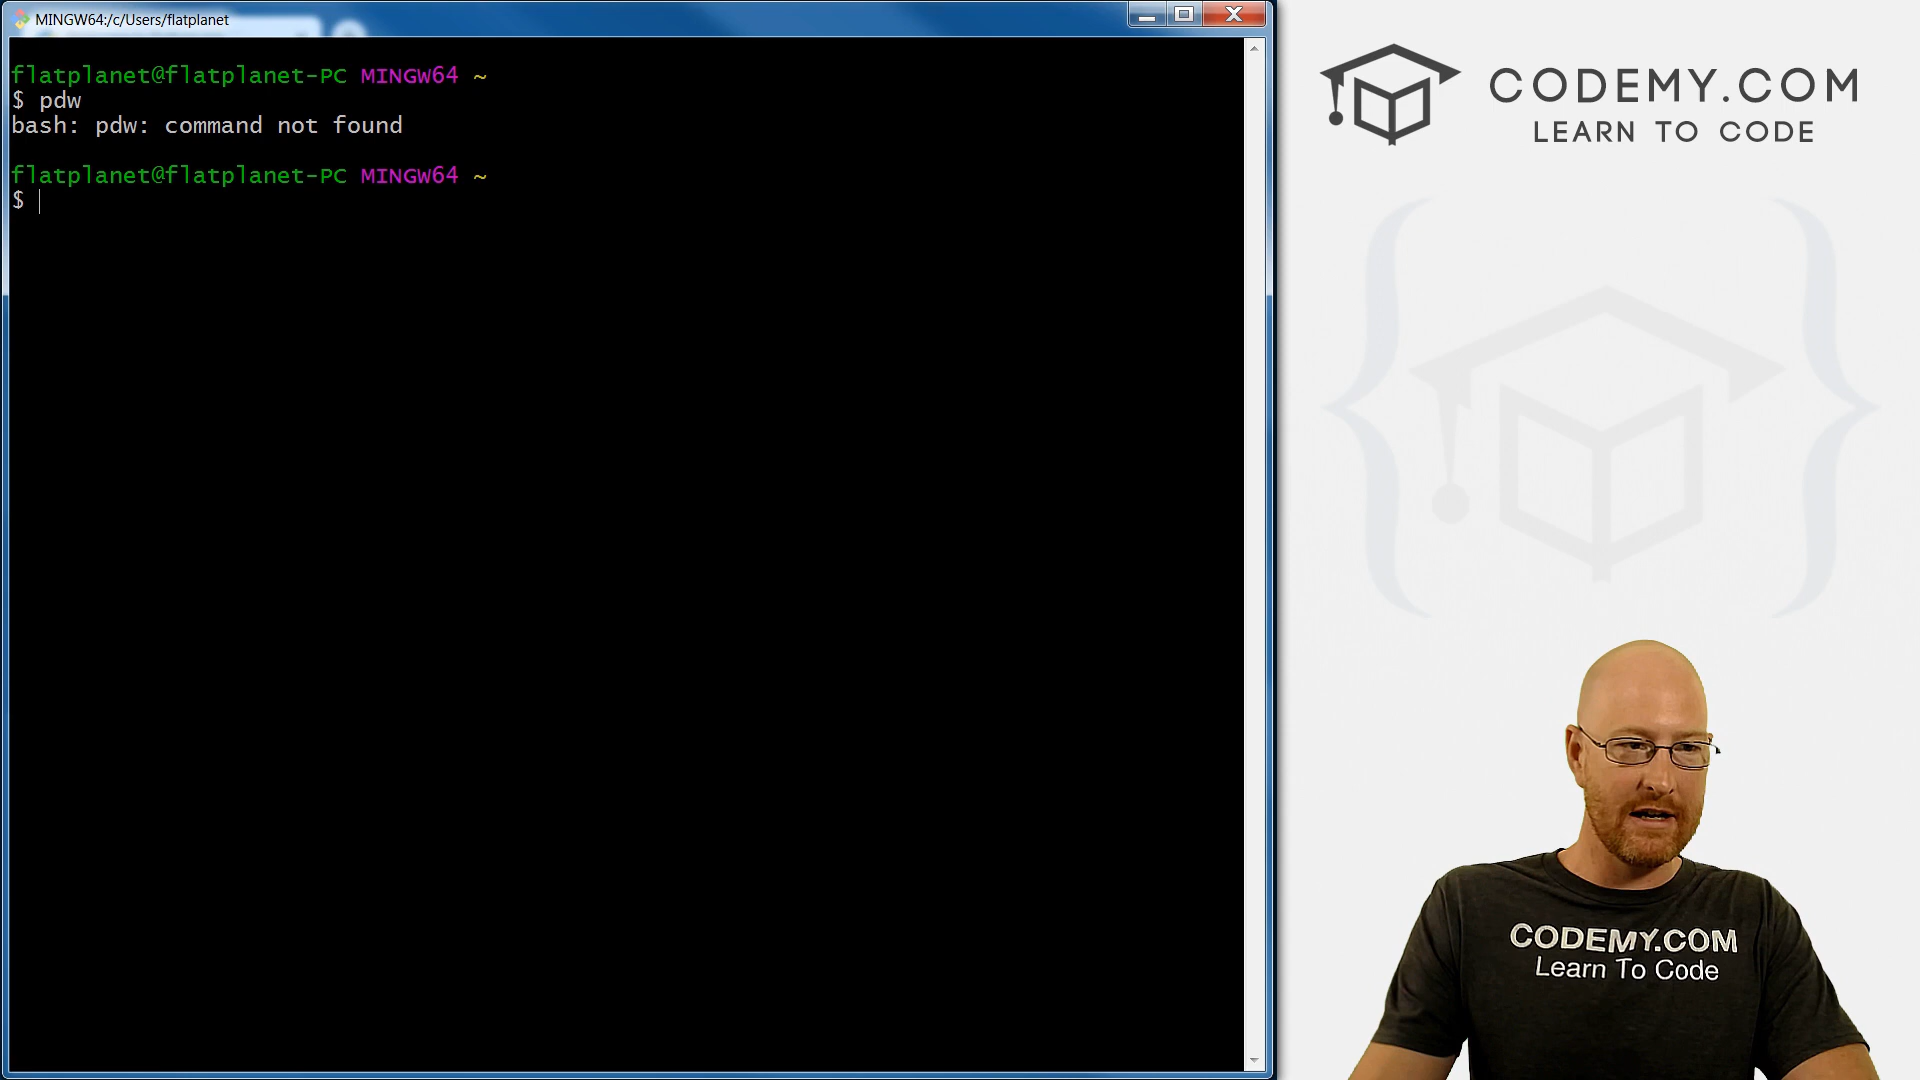 MINGW64:/c/Users/flatplanet
flatplanet@flatplanet-PC MINGW64 ~
$ pdw
bash: pdw: command not found
flatplanet@flatplanet-PC MINGW64 ~
$
CODEMY.COM
LEARN TO CODE
CODEMY.COM
Learn To Code